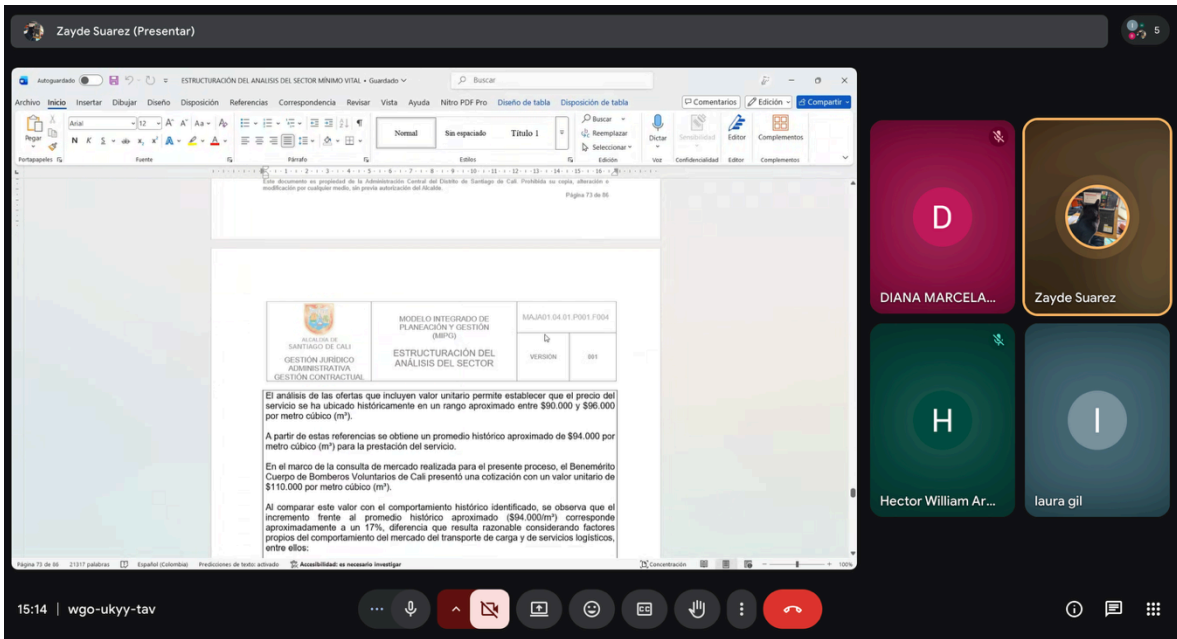 Zayde Suarez (Presentar)
5
Autoguardado
ESTRUCTURACIÓN DEL ANALISIS DEL SECTOR MÍNIMO VITAL • Guardado
Buscar
Archivo Inicio Insertar Dibujar Diseño Disposición Referencias Correspondencia Revisar Vista Ayuda Nitro PDF Pro Diseño de tabla Disposición de tabla
Comentarios Edición Compartir
Pegar
Arial 12
N K S
Normal
Sin espaciado
Título 1
Buscar
Reemplazar
Seleccionar
Dictar
Sensibilidad
Editor
Complementos
Portapapeles Fuente Párrafo Estilos Edición Voz Confidencialidad Editor Complementos
Este documento es propiedad de la Administración Central del Distrito de Santiago de Cali. Prohibida su copia, alteración o
modificación por cualquier medio, sin previa autorización del Alcalde.
Página 73 de 86
ALCALDÍA DE
SANTIAGO DE CALI
GESTIÓN JURÍDICO
ADMINISTRATIVA
GESTIÓN CONTRACTUAL
MODELO INTEGRADO DE
PLANEACIÓN Y GESTIÓN
(MIPG)
ESTRUCTURACIÓN DEL
ANÁLISIS DEL SECTOR
MAJA01.04.01.P001.F004
VERSIÓN
001
El análisis de las ofertas que incluyen valor unitario permite establecer que el precio del
servicio se ha ubicado históricamente en un rango aproximado entre $90.000 y $96.000
por metro cúbico (m³).
A partir de estas referencias se obtiene un promedio histórico aproximado de $94.000 por
metro cúbico (m³) para la prestación del servicio.
En el marco de la consulta de mercado realizada para el presente proceso, el Benemérito
Cuerpo de Bomberos Voluntarios de Cali presentó una cotización con un valor unitario de
$110.000 por metro cúbico (m³).
Al comparar este valor con el comportamiento histórico identificado, se observa que el
incremento frente al promedio histórico aproximado ($94.000/m³) corresponde
aproximadamente a un 17%, diferencia que resulta razonable considerando factores
propios del comportamiento del mercado del transporte de carga y de servicios logísticos,
entre ellos:
Página 73 de 86 21317 palabras Español (Colombia) Predicciones de texto: activado Accesibilidad: es necesario investigar
Concentración
100%
D
DIANA MARCELA...
Zayde Suarez
H
Hector William Ar...
I
laura gil
15:14 | wgo-ukyy-tav